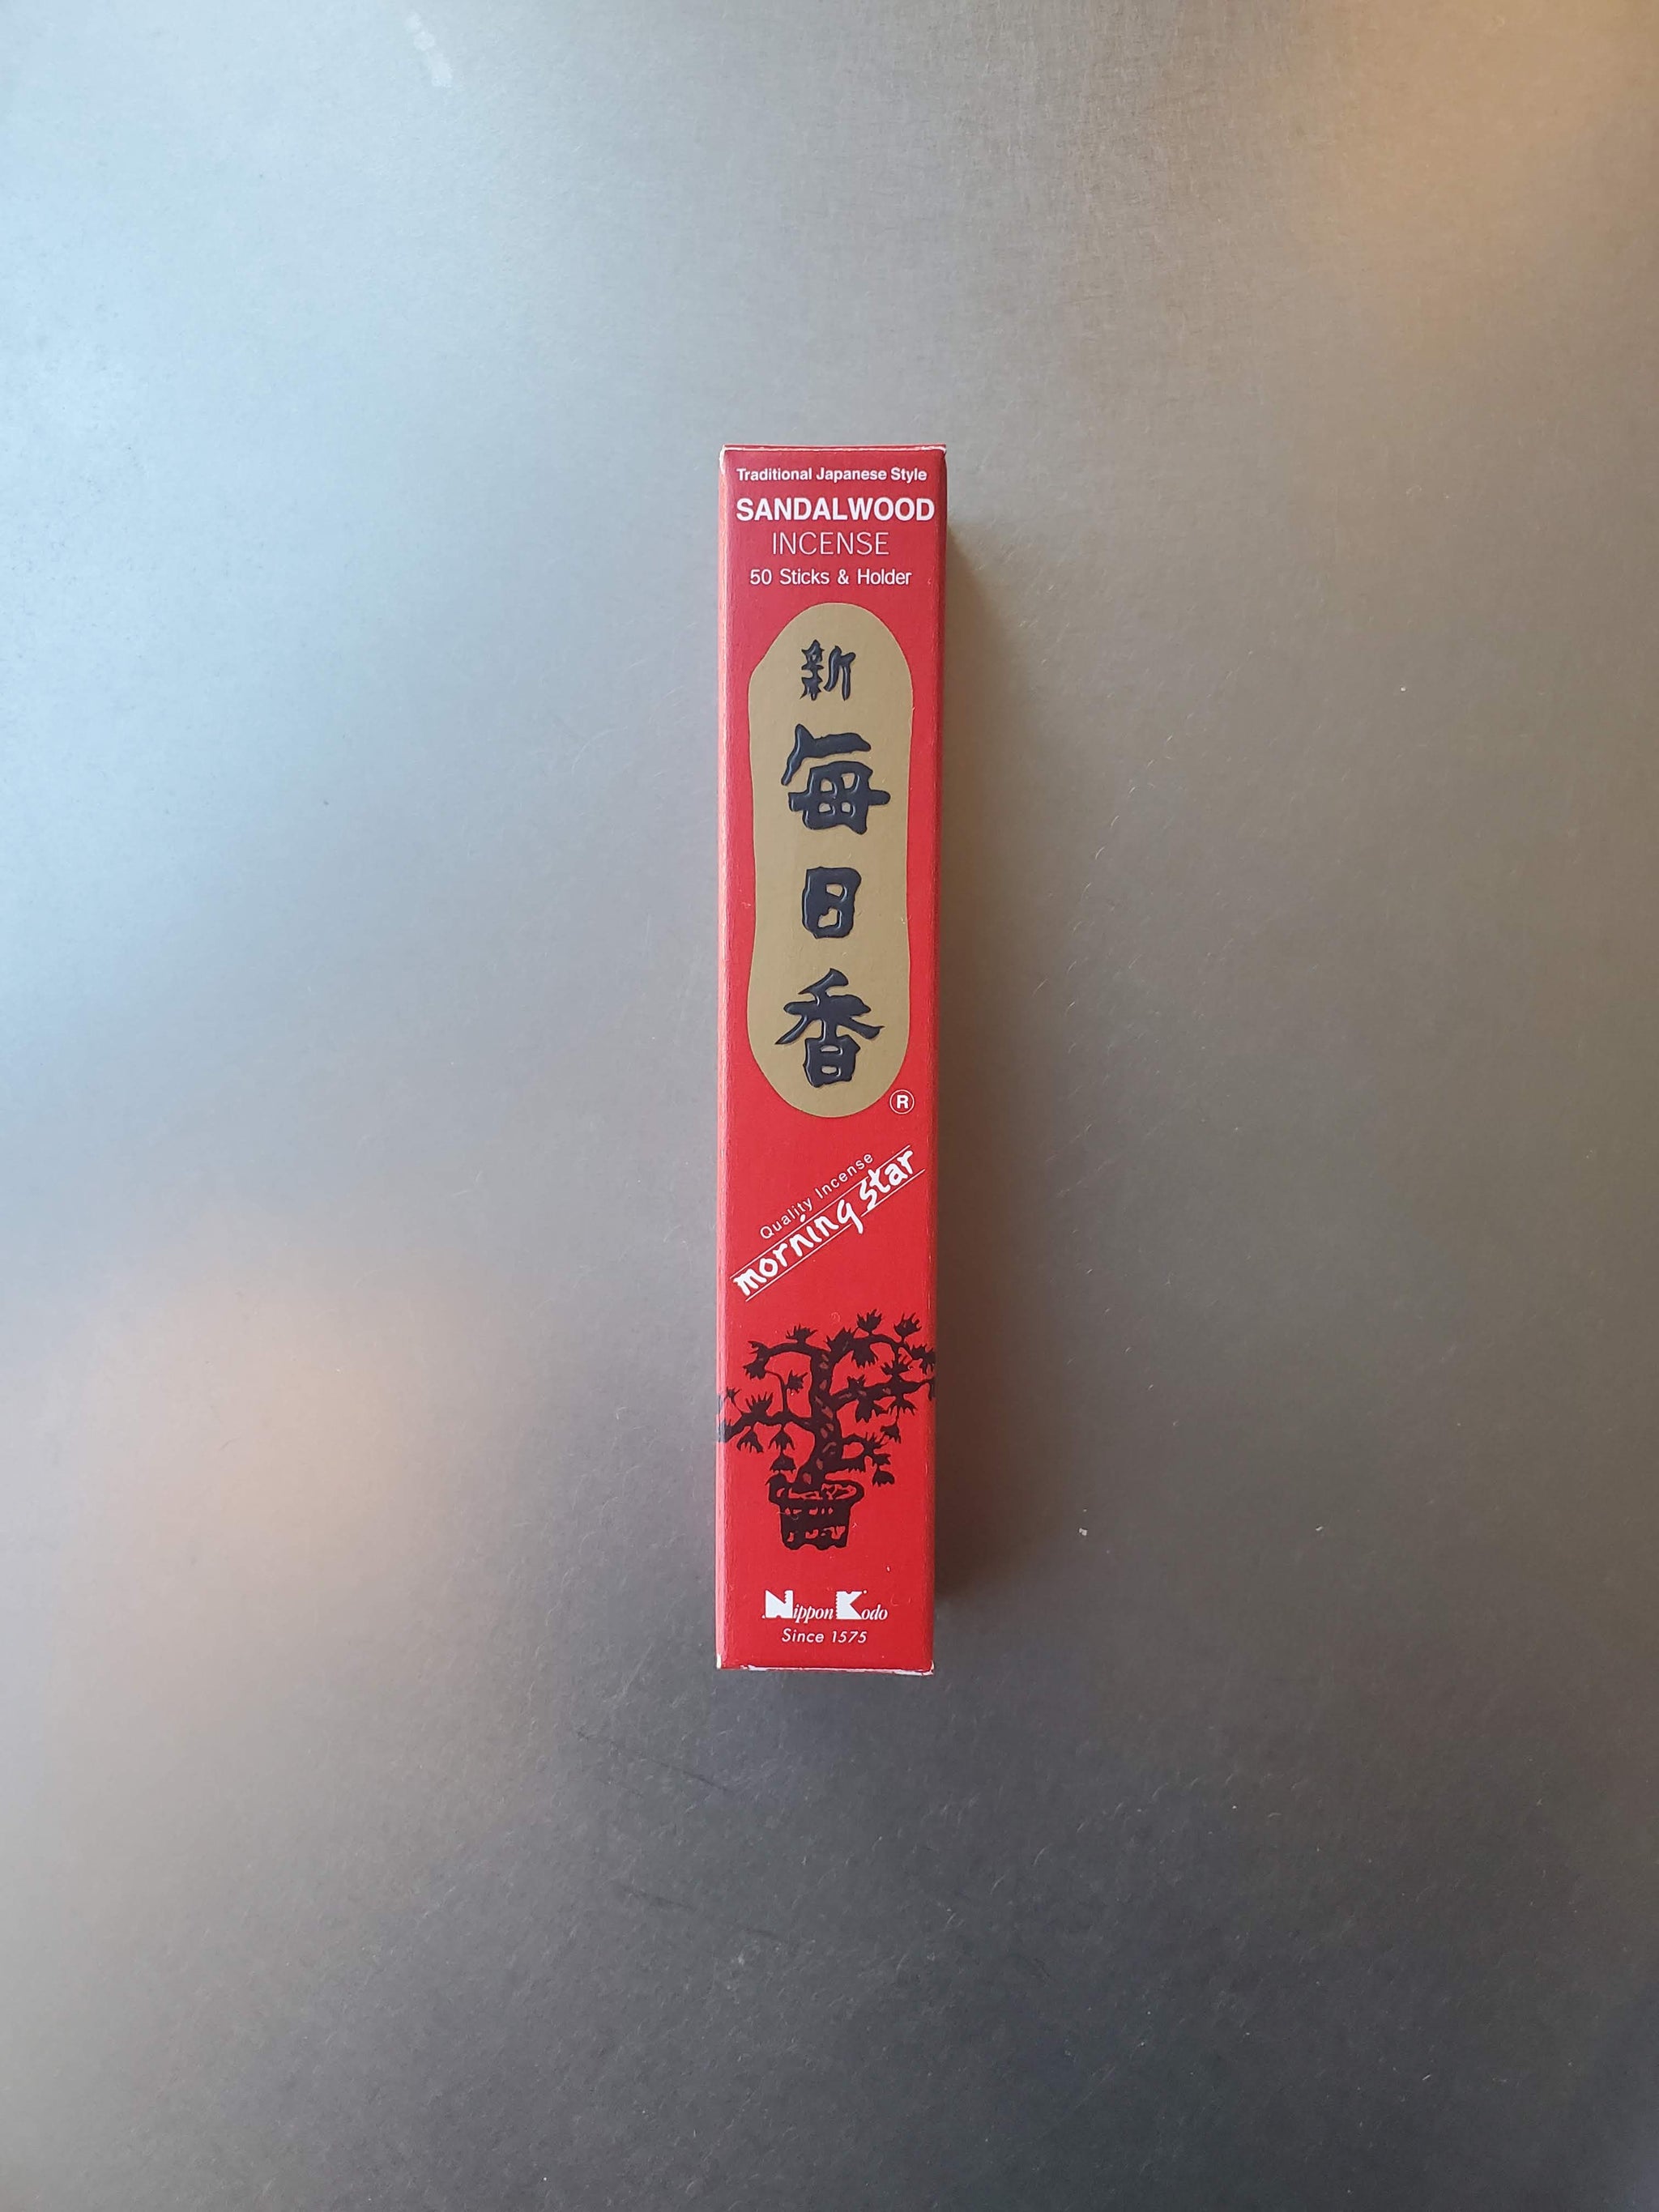 Traditional Japanese Style
SANDALWOOD
INCENSE
50 Sticks & Holder
新
毎
日
香
®
Quality Incense
morning star
Nippon Kodo
Since 1575